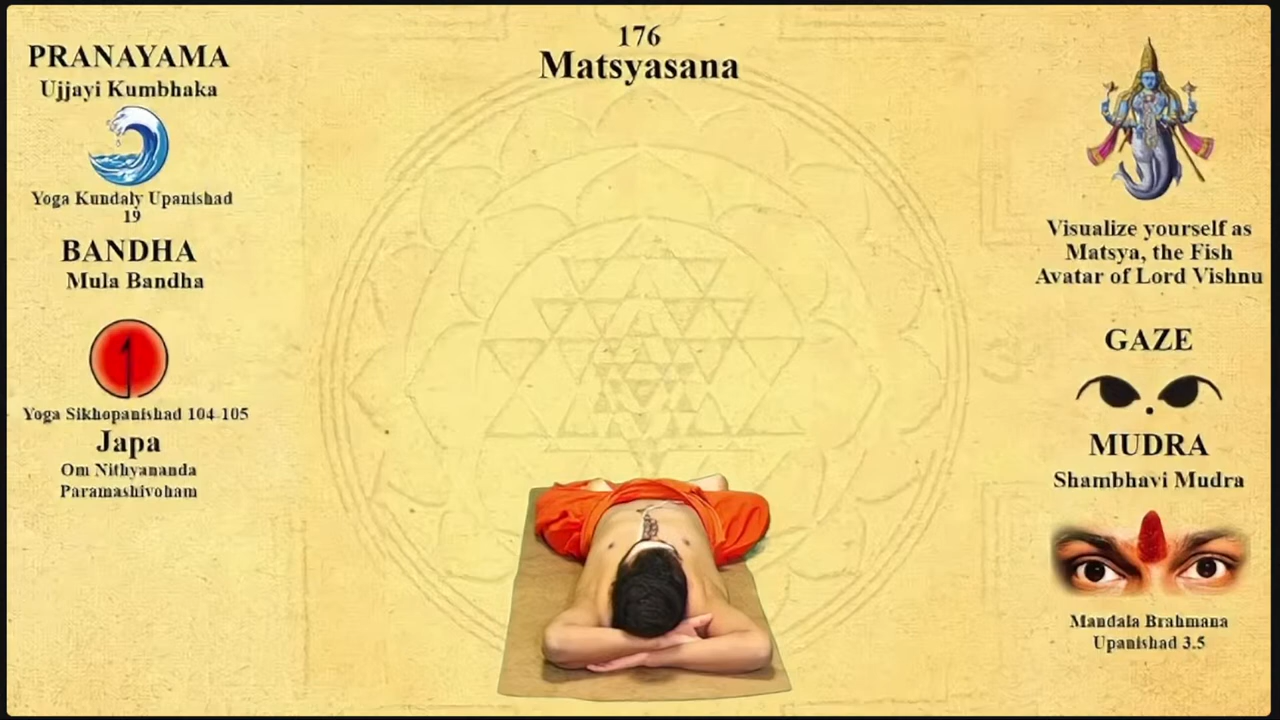 176
Matsyasana
PRANAYAMA
Ujjayi Kumbhaka
Yoga Kundaly Upanishad
19
BANDHA
Mula Bandha
Yoga Sikhopanishad 104-105
Japa
Om Nithyananda
Paramashivoham
Visualize yourself as
Matsya, the Fish
Avatar of Lord Vishnu
GAZE
MUDRA
Shambhavi Mudra
Mandala Brahmana
Upanishad 3.5